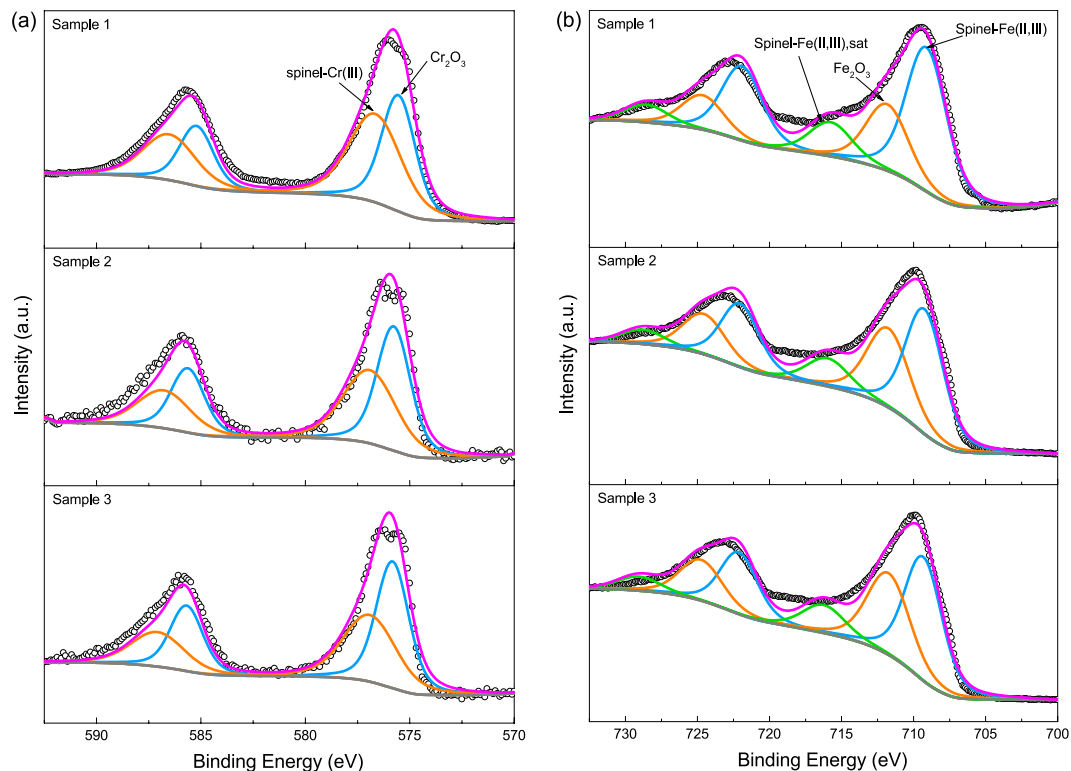 (a)
Sample 1
spinel-Cr(III)
Cr₂O₃
Sample 2
Sample 3
590 585 580 575 570
Binding Energy (eV)
Intensity (a.u.)
(b)
Sample 1
Spinel-Fe(II,III),sat
Fe₂O₃
Spinel-Fe(II,III)
Sample 2
Sample 3
730 725 720 715 710 705 700
Binding Energy (eV)
Intensity (a.u.)